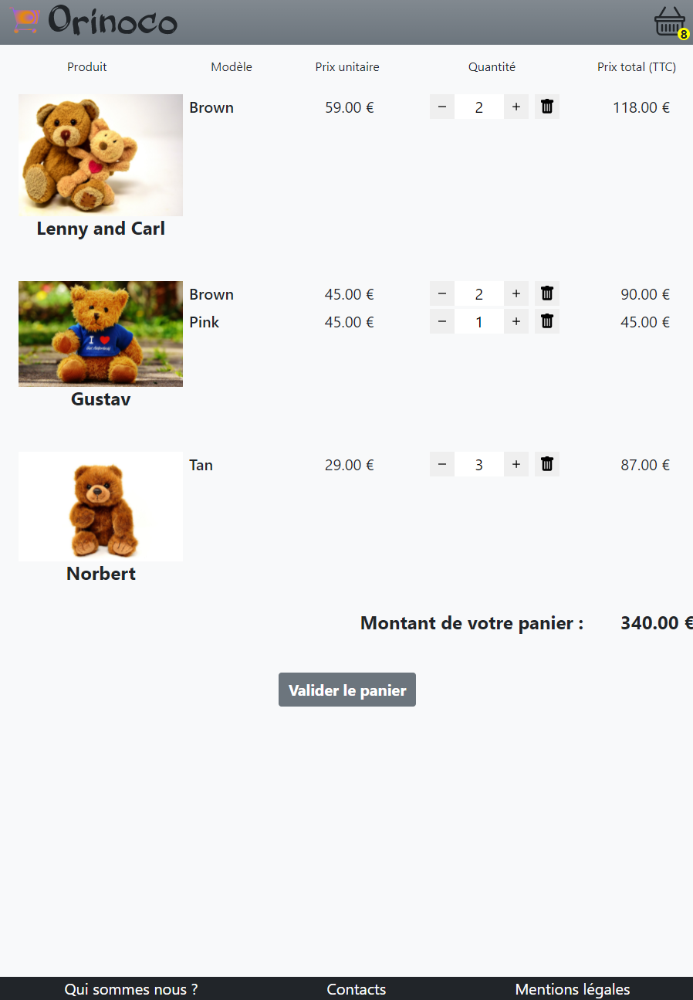 Orinoco
8
Produit Modèle Prix unitaire Quantité Prix total (TTC)
Brown 59.00 € − 2 + 118.00 €
Lenny and Carl
Brown 45.00 € − 2 + 90.00 €
Pink 45.00 € − 1 + 45.00 €
I
Gustav
Tan 29.00 € − 3 + 87.00 €
Norbert
Montant de votre panier : 340.00 €
Valider le panier
Qui sommes nous ? Contacts Mentions légales